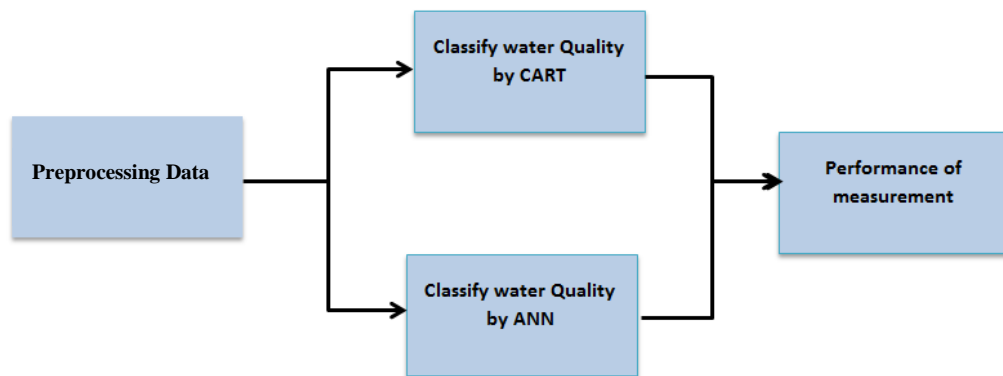 Preprocessing Data
Classify water Quality
by CART
Classify water Quality
by ANN
Performance of
measurement